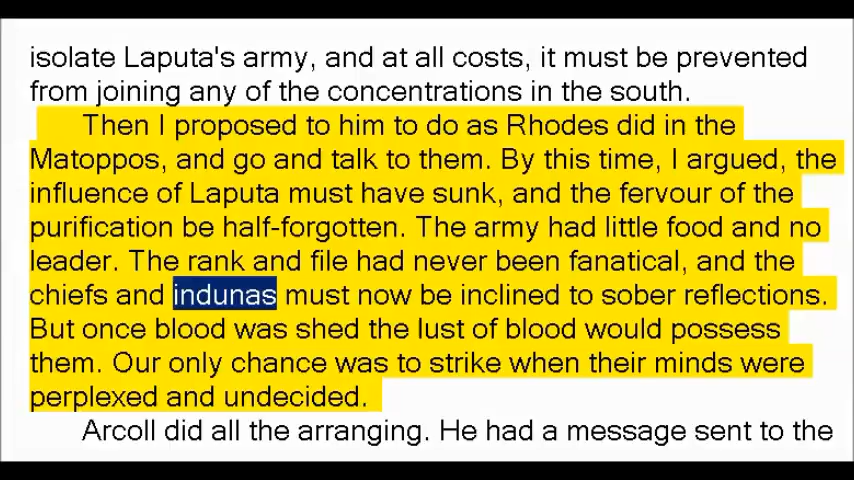 isolate Laputa's army, and at all costs, it must be prevented
from joining any of the concentrations in the south.
Then I proposed to him to do as Rhodes did in the
Matoppos, and go and talk to them. By this time, I argued, the
influence of Laputa must have sunk, and the fervour of the
purification be half-forgotten. The army had little food and no
leader. The rank and file had never been fanatical, and the
chiefs and indunas must now be inclined to sober reflections.
But once blood was shed the lust of blood would possess
them. Our only chance was to strike when their minds were
perplexed and undecided.
Arcoll did all the arranging. He had a message sent to the